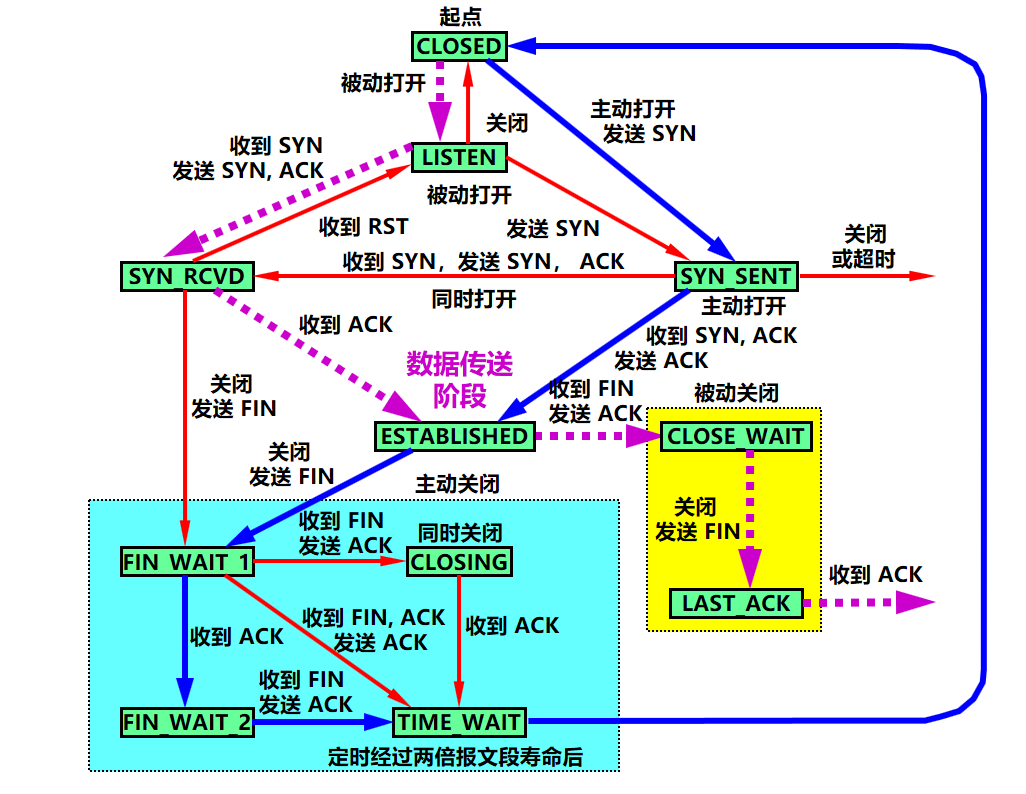 起点
CLOSED
被动打开
关闭
主动打开
发送 SYN
收到 SYN
发送 SYN, ACK
LISTEN
被动打开
收到 RST
发送 SYN
关闭
或超时
收到 SYN，发送 SYN， ACK
SYN_RCVD
SYN_SENT
同时打开
主动打开
收到 ACK
收到 SYN, ACK
发送 ACK
数据传送
阶段
关闭
发送 FIN
收到 FIN
发送 ACK
被动关闭
ESTABLISHED
CLOSE_WAIT
关闭
发送 FIN
主动关闭
收到 FIN
发送 ACK
同时关闭
关闭
发送 FIN
FIN_WAIT_1
CLOSING
收到 ACK
LAST_ACK
收到 FIN, ACK
发送 ACK
收到 ACK
收到 ACK
收到 FIN
发送 ACK
FIN_WAIT_2
TIME_WAIT
定时经过两倍报文段寿命后